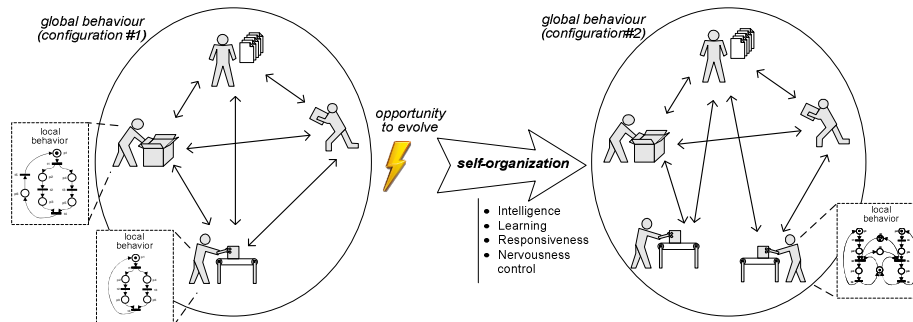 global behaviour
(configuration #1)
local
behavior
local
behavior
opportunity
to evolve
self-organization
• Intelligence
• Learning
• Responsiveness
• Nervousness
control
global behaviour
(configuration#2)
local
behavior